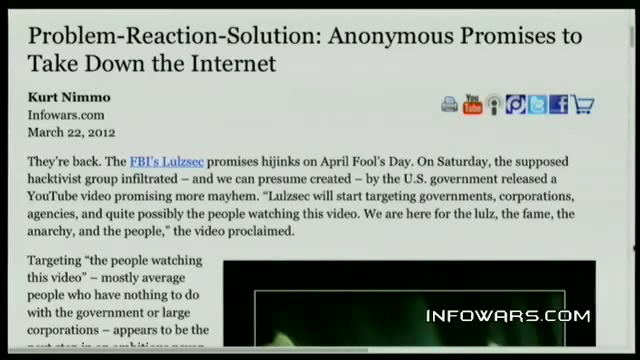 Problem-Reaction-Solution: Anonymous Promises to
Take Down the Internet
Kurt Nimmo
Infowars.com
March 22, 2012
You
Tube
They're back. The FBI's Lulzsec promises hijinks on April Fool's Day. On Saturday, the supposed
hacktivist group infiltrated – and we can presume created – by the U.S. government released a
YouTube video promising more mayhem. "Lulzsec will start targeting governments, corporations,
agencies, and quite possibly the people watching this video. We are here for the lulz, the fame, the
anarchy, and the people," the video proclaimed.
Targeting "the people watching
this video" – mostly average
people who have nothing to do
with the government or large
corporations – appears to be the
INFOWARS.COM